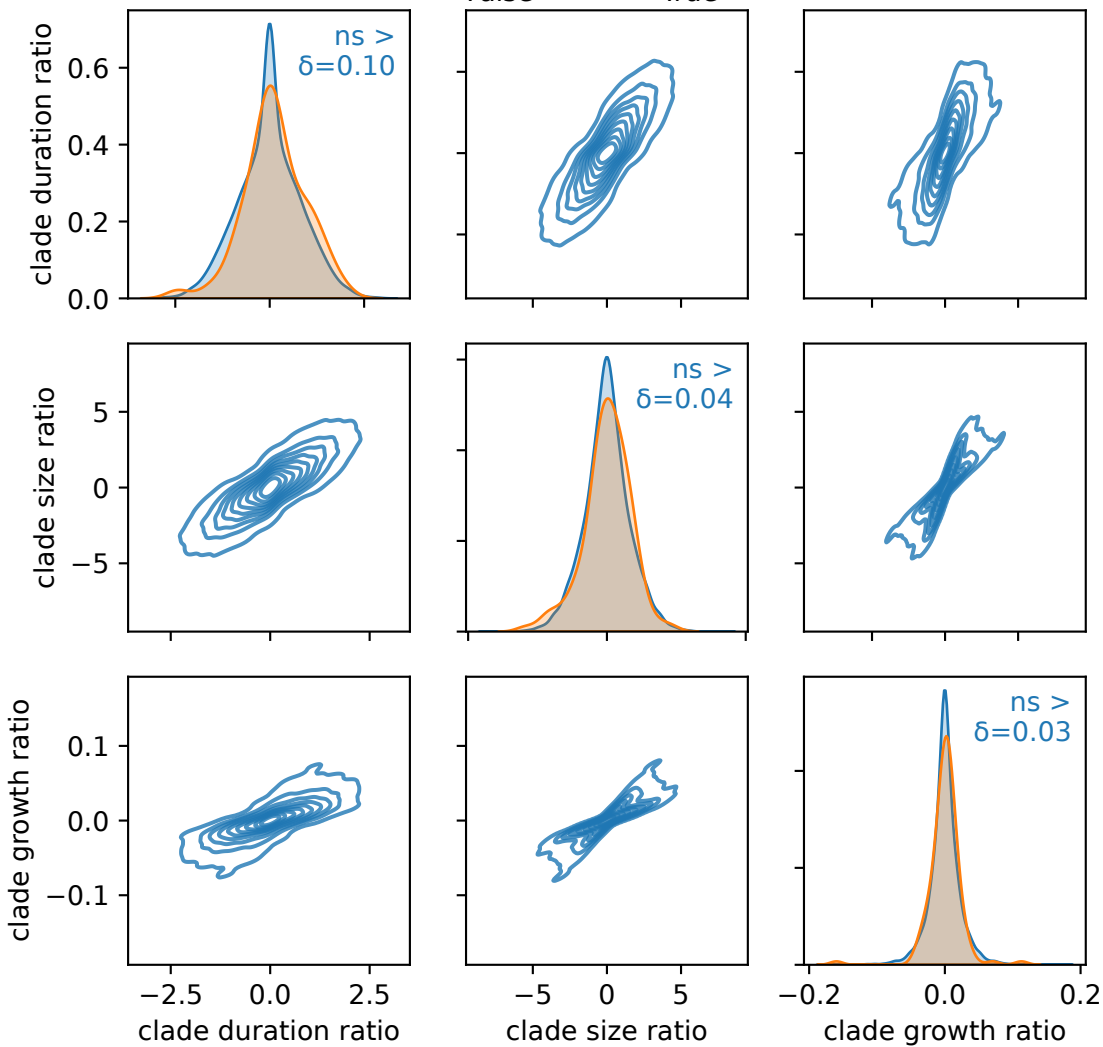 clade duration ratio
0.6
0.4
0.2
0.0
ns >
δ=0.10
clade size ratio
5
0
−5
ns >
δ=0.04
clade growth ratio
0.1
0.0
−0.1
ns >
δ=0.03
−2.5 0.0 2.5
−5 0 5
−0.2 0.0 0.2
clade duration ratio
clade size ratio
clade growth ratio